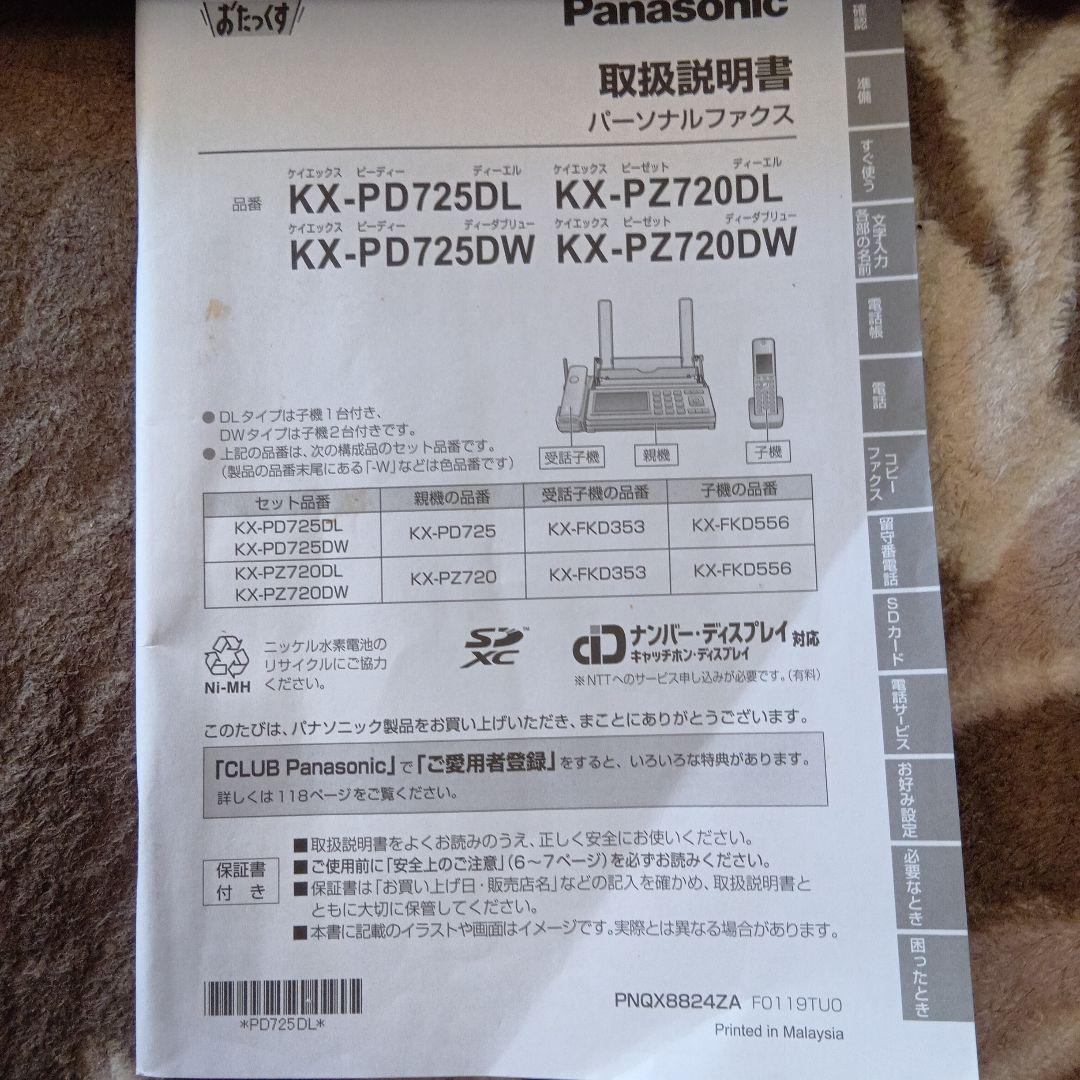 おたっくす
Panasonic
取扱説明書
パーソナルファクス
品番
ケイエックス ピーディー ディーエル ケイエックス ピーゼット ディーエル
KX-PD725DL KX-PZ720DL
ケイエックス ピーディー ディーダブリュー ケイエックス ピーゼット ディーダブリュー
KX-PD725DW KX-PZ720DW
● DLタイプは子機1台付き、
DWタイプは子機2台付きです。
● 上記の品番は、次の構成品のセット品番です。
（製品の品番末尾にある「-W」などは色品番です）
受話子機 親機 子機
セット品番 親機の品番 受話子機の品番 子機の品番
KX-PD725DL
KX-PD725DW
KX-PD725 KX-FKD353 KX-FKD556
KX-PZ720DL
KX-PZ720DW
KX-PZ720 KX-FKD353 KX-FKD556
Ni-MH
ニッケル水素電池の
リサイクルにご協力
ください。
SD XC™
ナンバー・ディスプレイ 対応
キャッチホン・ディスプレイ
※NTTへのサービス申し込みが必要です。（有料）
このたびは、パナソニック製品をお買い上げいただき、まことにありがとうございます。
「CLUB Panasonic」で「ご愛用者登録」をすると、いろいろな特典があります。
詳しくは118ページをご覧ください。
保証書
付き
■取扱説明書をよくお読みのうえ、正しく安全にお使いください。
■ご使用前に「安全上のご注意」（6～7ページ）を必ずお読みください。
■保証書は「お買い上げ日・販売店名」などの記入を確かめ、取扱説明書と
ともに大切に保管してください。
■本書に記載のイラストや画面はイメージです。実際とは異なる場合があります。
*PD725DL*
PNQX8824ZA F0119TU0
Printed in Malaysia
確認
準備
すぐ使う
文字入力
各部の名前
電話帳
電話
コピー
ファクス
留守番電話
SDカード
電話サービス
お好み設定
必要なとき
困ったとき